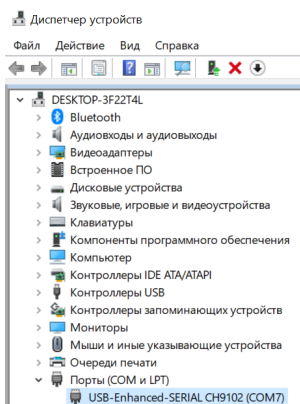 Диспетчер устройств
Файл Действие Вид Справка
DESKTOP-3F22T4L
Bluetooth
Аудиовходы и аудиовыходы
Видеоадаптеры
Встроенное ПО
Дисковые устройства
Звуковые, игровые и видеоустройства
Клавиатуры
Компоненты программного обеспечения
Компьютер
Контроллеры IDE ATA/ATAPI
Контроллеры USB
Контроллеры запоминающих устройств
Мониторы
Мыши и иные указывающие устройства
Очереди печати
Порты (COM и LPT)
USB-Enhanced-SERIAL CH9102 (COM7)